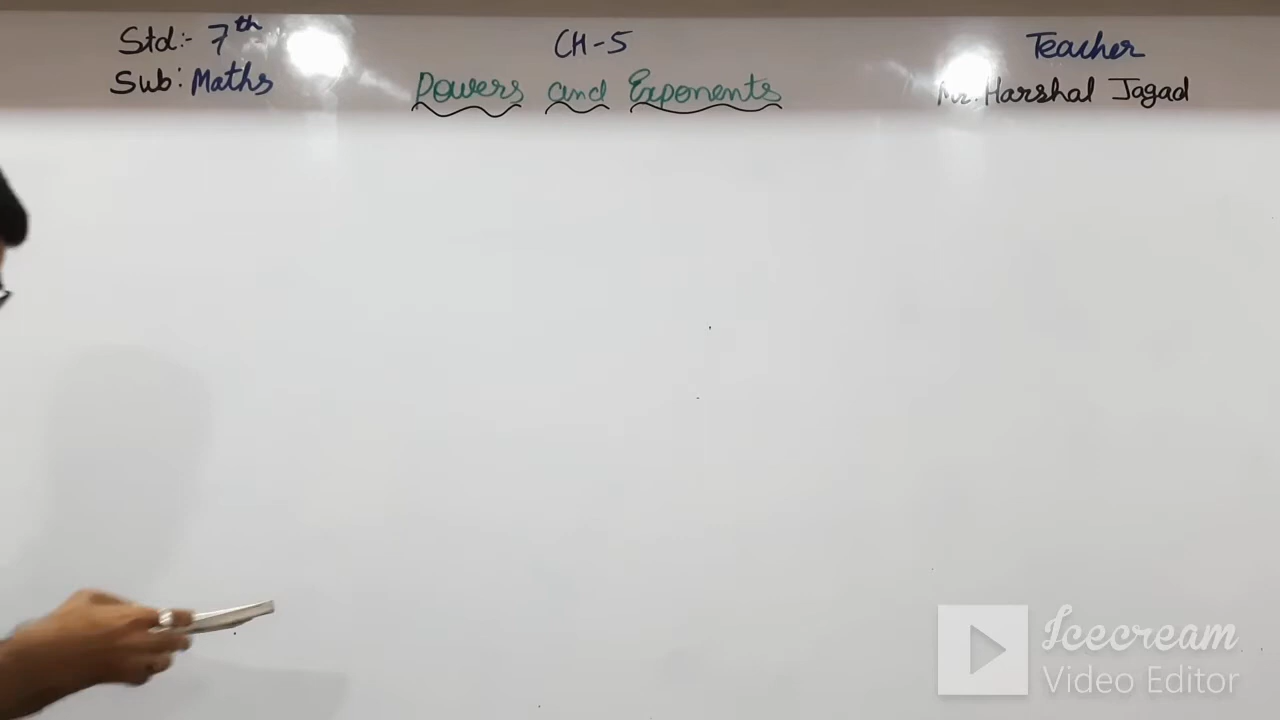 Std:- 7th
Sub: Maths
CH-5
Powers and Exponents
Teacher
Mr. Harshal Jagad
Icecream
Video Editor